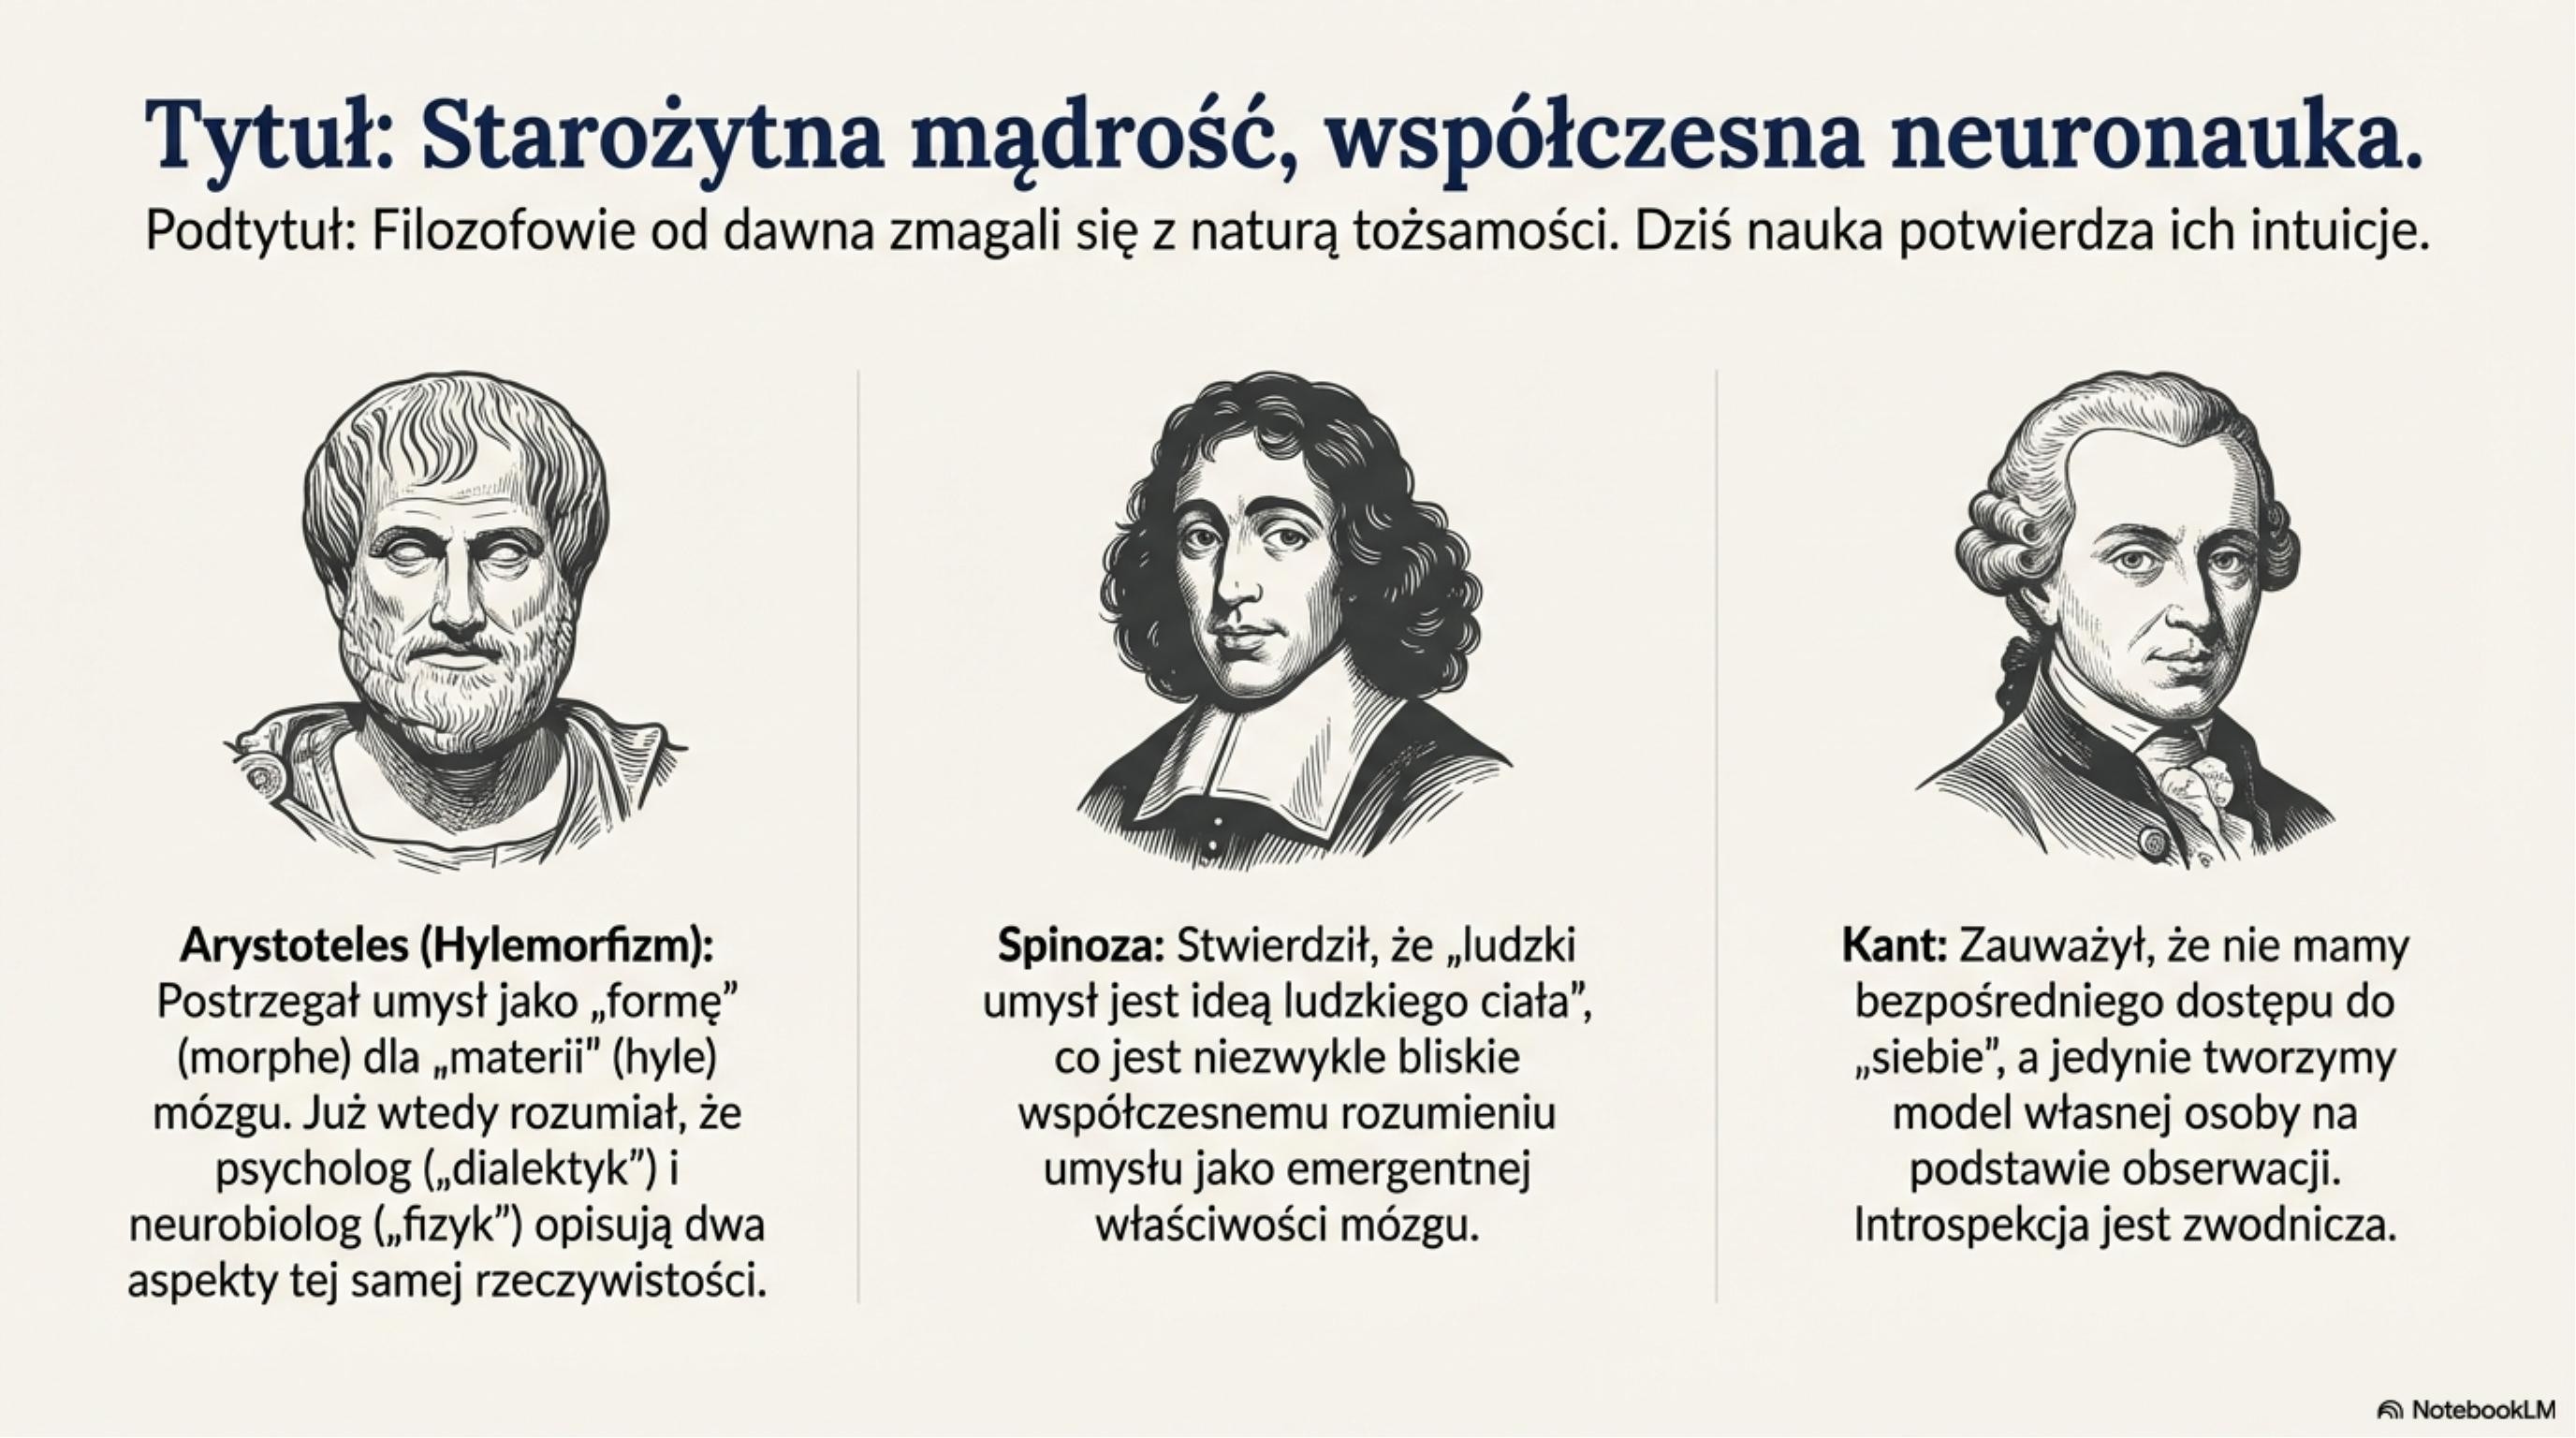 Tytuł: Starożytna mądrość, współczesna neuronauka.
Podtytuł: Filozofowie od dawna zmagali się z naturą tożsamości. Dziś nauka potwierdza ich intuicje.
Arystoteles (Hylemorfizm):
Postrzegał umysł jako „formę”
(morphe) dla „materii” (hyle)
mózgu. Już wtedy rozumiał, że
psycholog („dialektyk”) i
neurobiolog („fizyk”) opisują dwa
aspekty tej samej rzeczywistości.
Spinoza: Stwierdził, że „ludzki
umysł jest ideą ludzkiego ciała”,
co jest niezwykle bliskie
współczesnemu rozumieniu
umysłu jako emergentnej
właściwości mózgu.
Kant: Zauważył, że nie mamy
bezpośredniego dostępu do
„siebie”, a jedynie tworzymy
model własnej osoby na
podstawie obserwacji.
Introspekcja jest zwodnicza.
NotebookLM